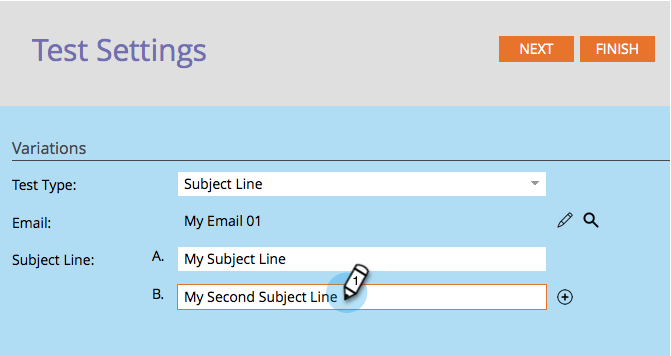 Test Settings
NEXT
FINISH
Variations
Test Type:
Subject Line
Email:
My Email 01
Subject Line:
A.
My Subject Line
B.
My Second Subject Line
1